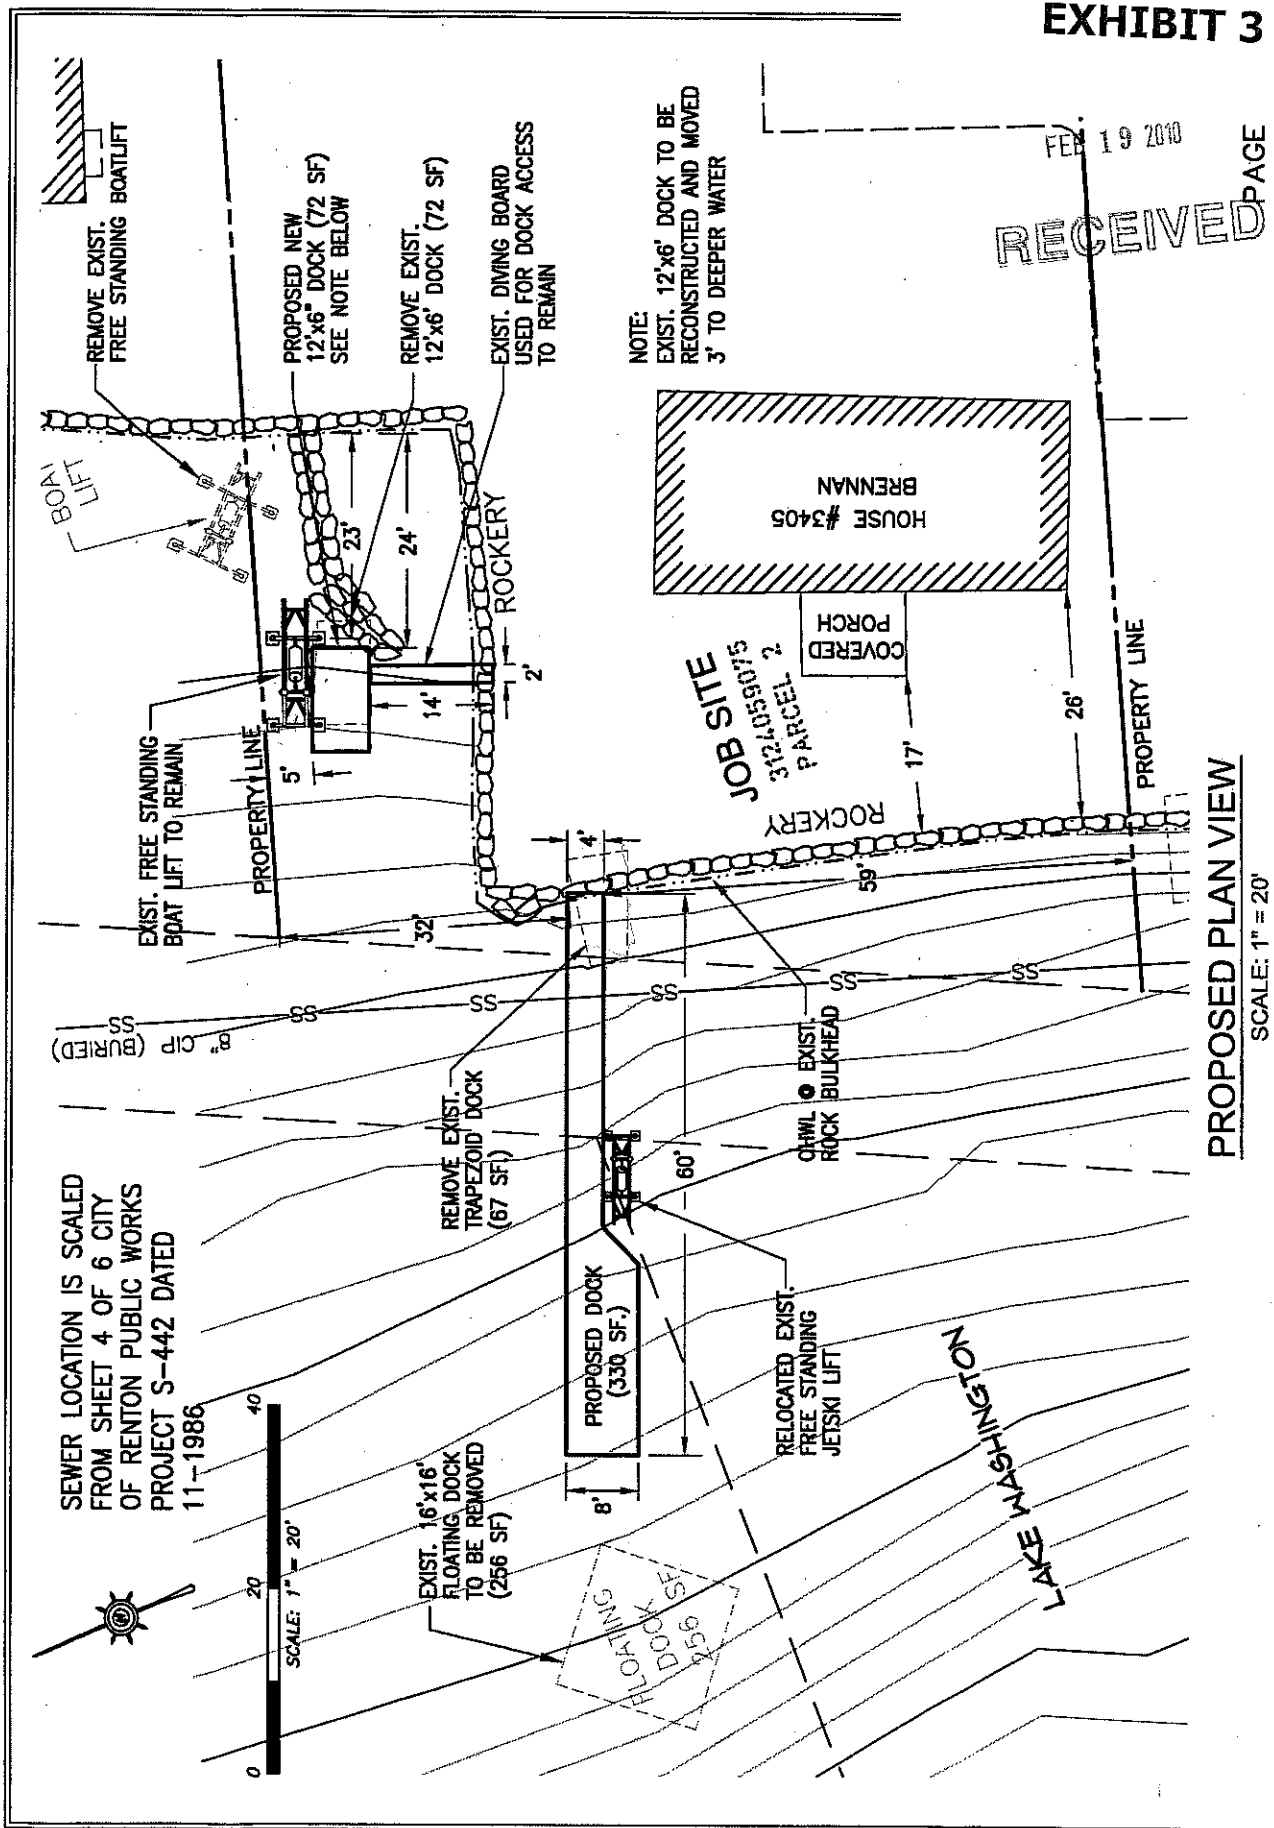 EXHIBIT 3
FEB 19 2010
RECEIVED
PAGE
SEWER LOCATION IS SCALED
FROM SHEET 4 OF 6 CITY
OF RENTON PUBLIC WORKS
PROJECT S-442 DATED
11-1986
0
20
40
SCALE: 1" = 20'
EXIST. 16'x16'
FLOATING DOCK
TO BE REMOVED
(256 SF)
FLOATING
DOCK
256 SF
8'
PROPOSED DOCK
(330 SF.)
RELOCATED EXIST.
FREE STANDING
JETSKI LIFT
LAKE WASHINGTON
60'
REMOVE EXIST.
TRAPEZOID DOCK
(67 SF.)
OHWL @ EXIST.
ROCK BULKHEAD
8" CIP (BURIED)
SS
SS
SS
SS
SS
SS
32'
4'
59'
EXIST. FREE STANDING
BOAT LIFT TO REMAIN
PROPERTY LINE
5'
14'
2'
ROCKERY
23'
24'
BOAT
LIFT
REMOVE EXIST.
FREE STANDING BOATLIFT
PROPOSED NEW
12'x6" DOCK (72 SF)
SEE NOTE BELOW
REMOVE EXIST.
12'x6' DOCK (72 SF)
EXIST. DIVING BOARD
USED FOR DOCK ACCESS
TO REMAIN
NOTE:
EXIST. 12'x6' DOCK TO BE
RECONSTRUCTED AND MOVED
3' TO DEEPER WATER
JOB SITE
3124059075
PARCEL 2
ROCKERY
17'
COVERED
PORCH
HOUSE #3405
BRENNAN
26'
PROPERTY LINE
PROPOSED PLAN VIEW
SCALE: 1" = 20'